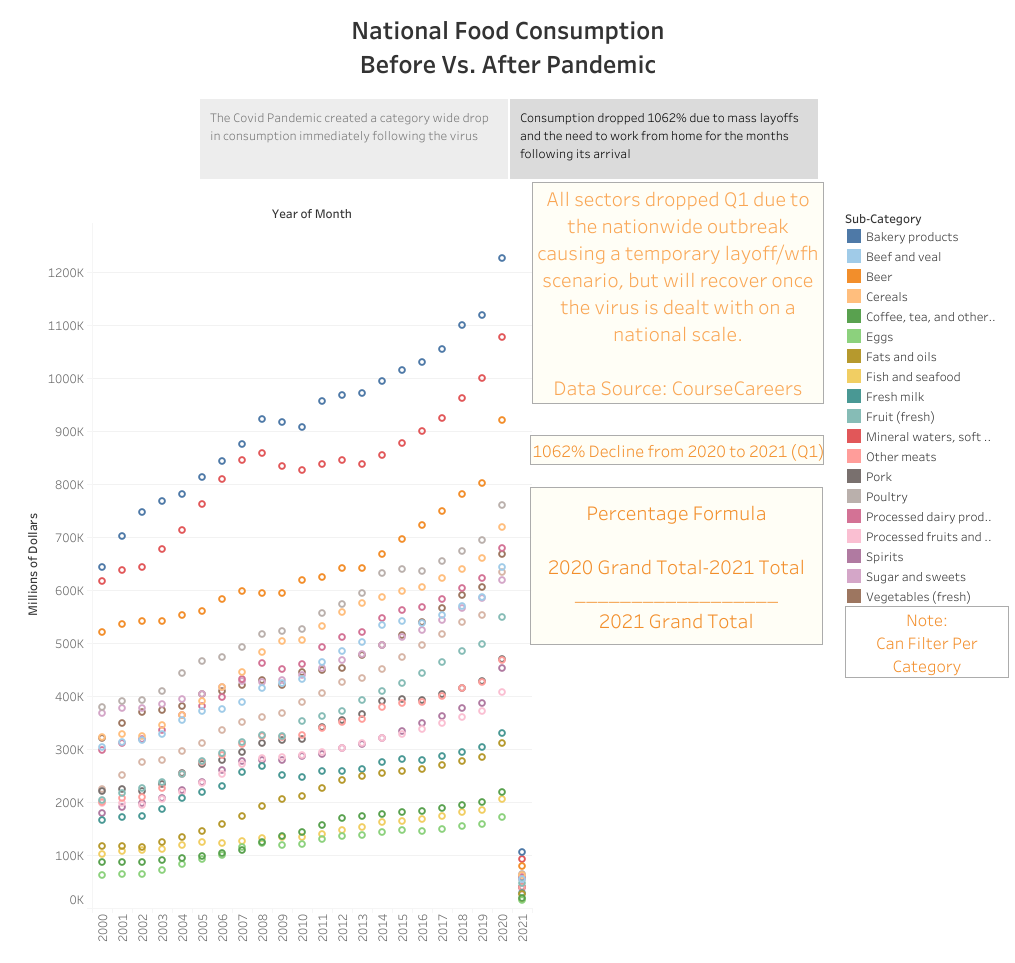 National Food Consumption
Before Vs. After Pandemic
The Covid Pandemic created a category wide drop
in consumption immediately following the virus
Consumption dropped 1062% due to mass layoffs
and the need to work from home for the months
following its arrival
All sectors dropped Q1 due to
the nationwide outbreak
causing a temporary layoff/wfh
scenario, but will recover once
the virus is dealt with on a
national scale.
Data Source: CourseCareers
1062% Decline from 2020 to 2021 (Q1)
Percentage Formula
2020 Grand Total-2021 Total
__________________
2021 Grand Total
Year of Month
Millions of Dollars
1200K
1100K
1000K
900K
800K
700K
600K
500K
400K
300K
200K
100K
0K
2000
2001
2002
2003
2004
2005
2006
2007
2008
2009
2010
2011
2012
2013
2014
2015
2016
2017
2018
2019
2020
2021
Sub-Category
Bakery products
Beef and veal
Beer
Cereals
Coffee, tea, and other..
Eggs
Fats and oils
Fish and seafood
Fresh milk
Fruit (fresh)
Mineral waters, soft ..
Other meats
Pork
Poultry
Processed dairy prod..
Processed fruits and ..
Spirits
Sugar and sweets
Vegetables (fresh)
Note:
Can Filter Per
Category